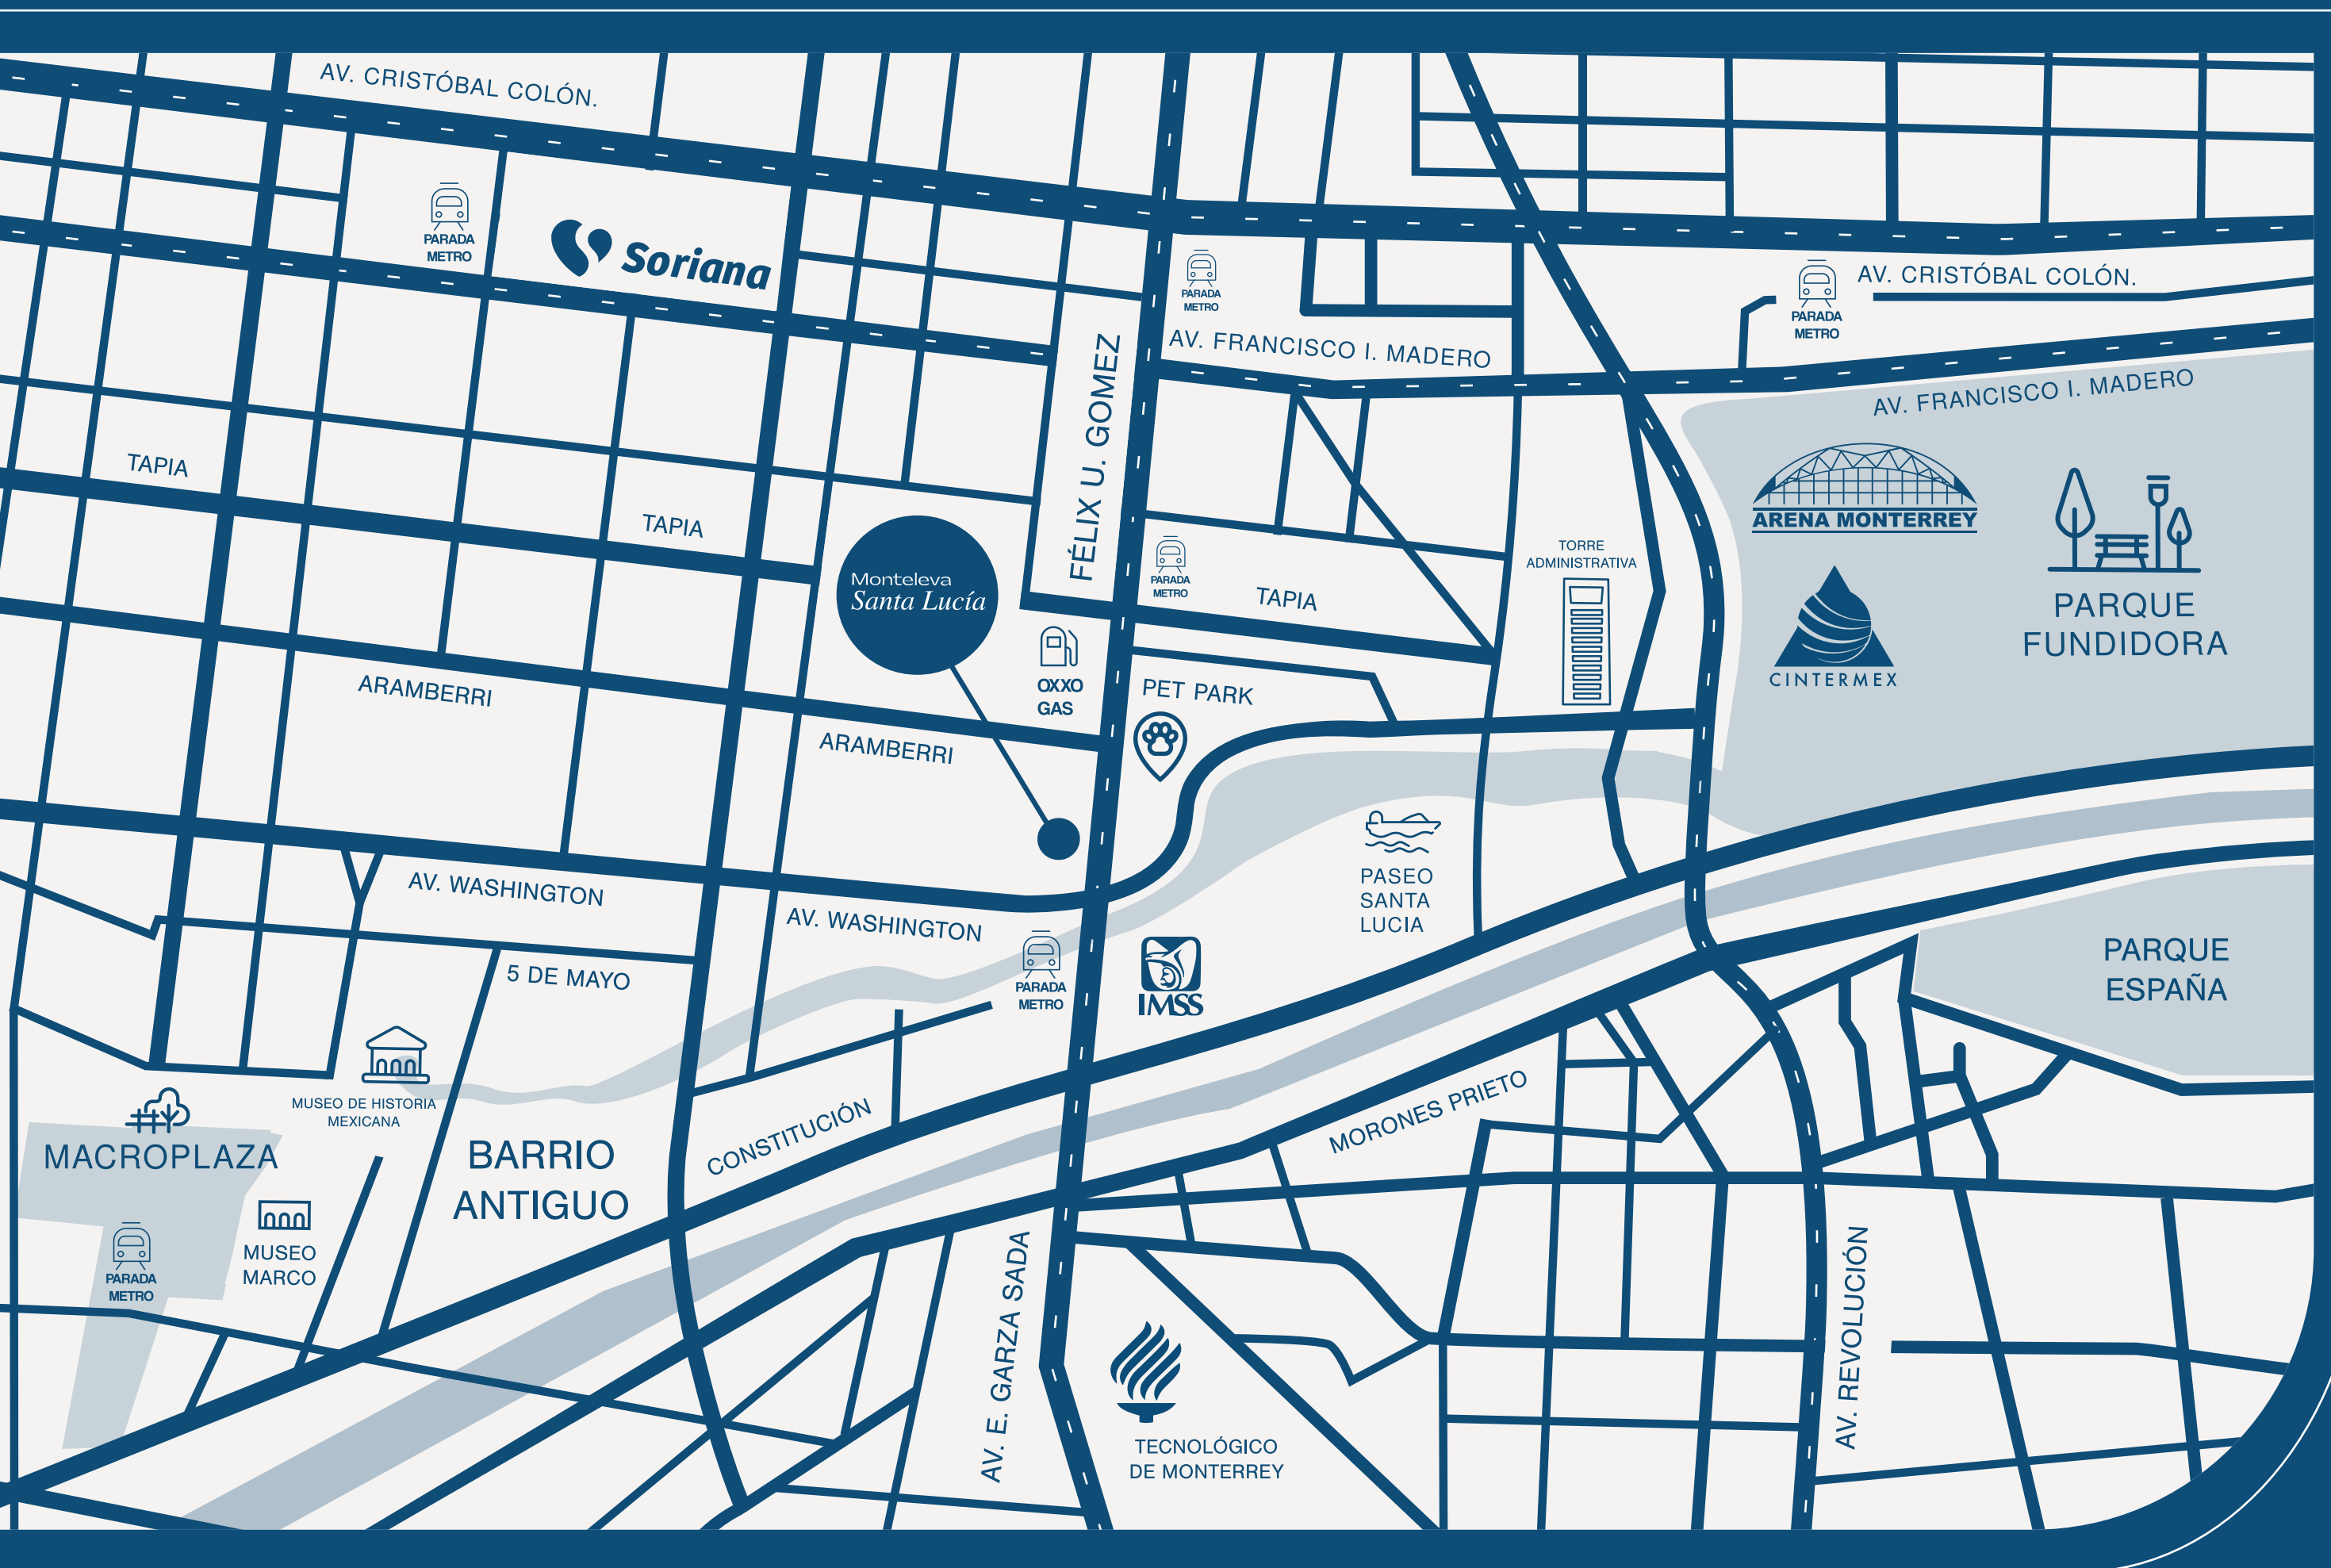 AV. CRISTÓBAL COLÓN.
PARADA
METRO
Soriana
PARADA
METRO
AV. CRISTÓBAL COLÓN.
PARADA
METRO
AV. FRANCISCO I. MADERO
AV. FRANCISCO I. MADERO
FÉLIX U. GOMEZ
TAPIA
TAPIA
Monteleva
Santa Lucía
PARADA
METRO
TAPIA
TORRE
ADMINISTRATIVA
ARENA MONTERREY
CINTERMEX
PARQUE
FUNDIDORA
OXXO
GAS
PET PARK
ARAMBERRI
ARAMBERRI
AV. WASHINGTON
AV. WASHINGTON
PASEO
SANTA
LUCIA
5 DE MAYO
PARADA
METRO
IMSS
PARQUE
ESPAÑA
MUSEO DE HISTORIA
MEXICANA
MACROPLAZA
BARRIO
ANTIGUO
CONSTITUCIÓN
MORONES PRIETO
PARADA
METRO
MUSEO
MARCO
AV. E. GARZA SADA
AV. REVOLUCIÓN
TECNOLÓGICO
DE MONTERREY